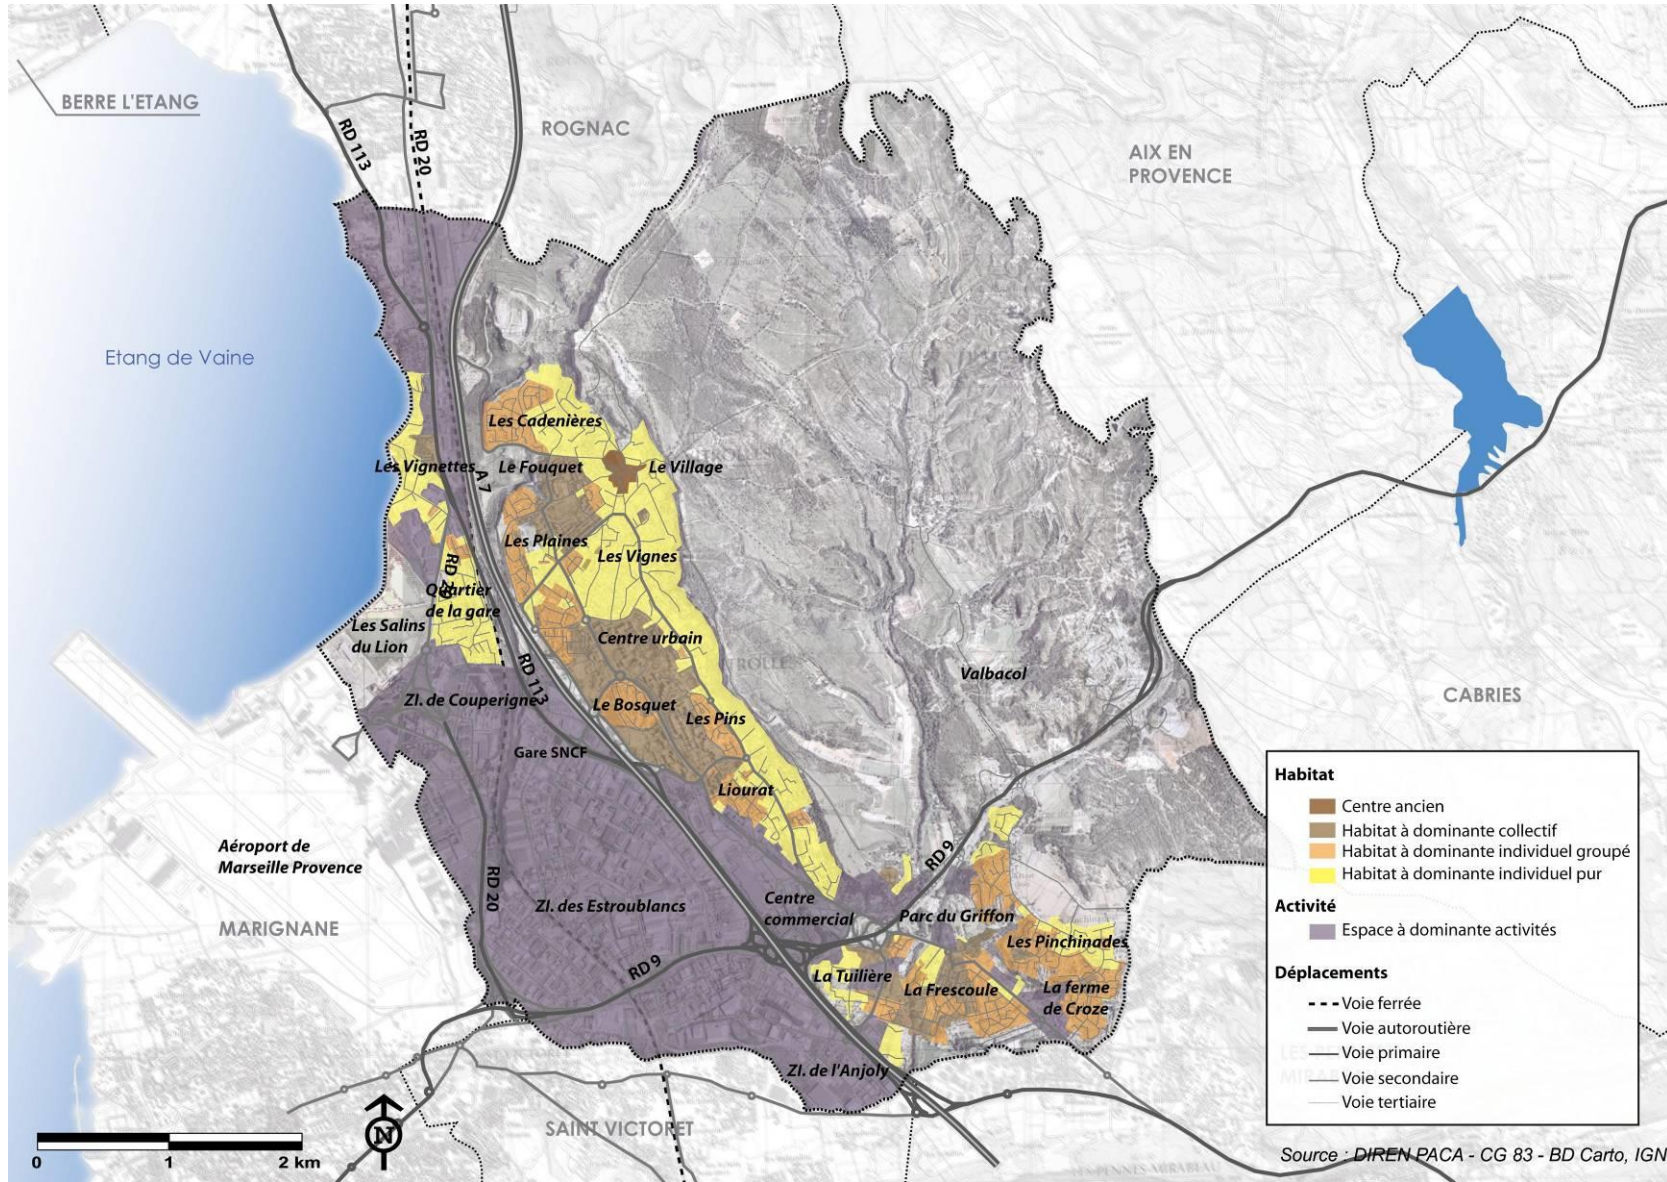 BERRE L'ETANG
ROGNAC
AIX EN
PROVENCE
RD 113
RD 20
Etang de Vaine
Les Cadenières
Les Vignettes
Le Fouquet
Le Village
A 7
Les Plaines
Les Vignes
RD 20
Quartier
de la gare
Les Salins
du Lion
Centre urbain
RD 113
Valbacol
CABRIES
ZI. de Couperigne
Le Bosquet
Les Pins
Gare SNCF
Liourat
Aéroport de
Marseille Provence
RD 20
RD 9
MARIGNANE
ZI. des Estroublancs
Centre
commercial
Parc du Griffon
Les Pinchinades
RD 9
La Tuilière
La Frescoule
La ferme
de Croze
ZI. de l'Anjoly
SAINT VICTORET
LES PENNES-MIRABEAU
N
0 1 2 km
Habitat
Centre ancien
Habitat à dominante collectif
Habitat à dominante individuel groupé
Habitat à dominante individuel pur
Activité
Espace à dominante activités
Déplacements
Voie ferrée
Voie autoroutière
Voie primaire
Voie secondaire
Voie tertiaire
Source : DIREN PACA - CG 83 - BD Carto, IGN